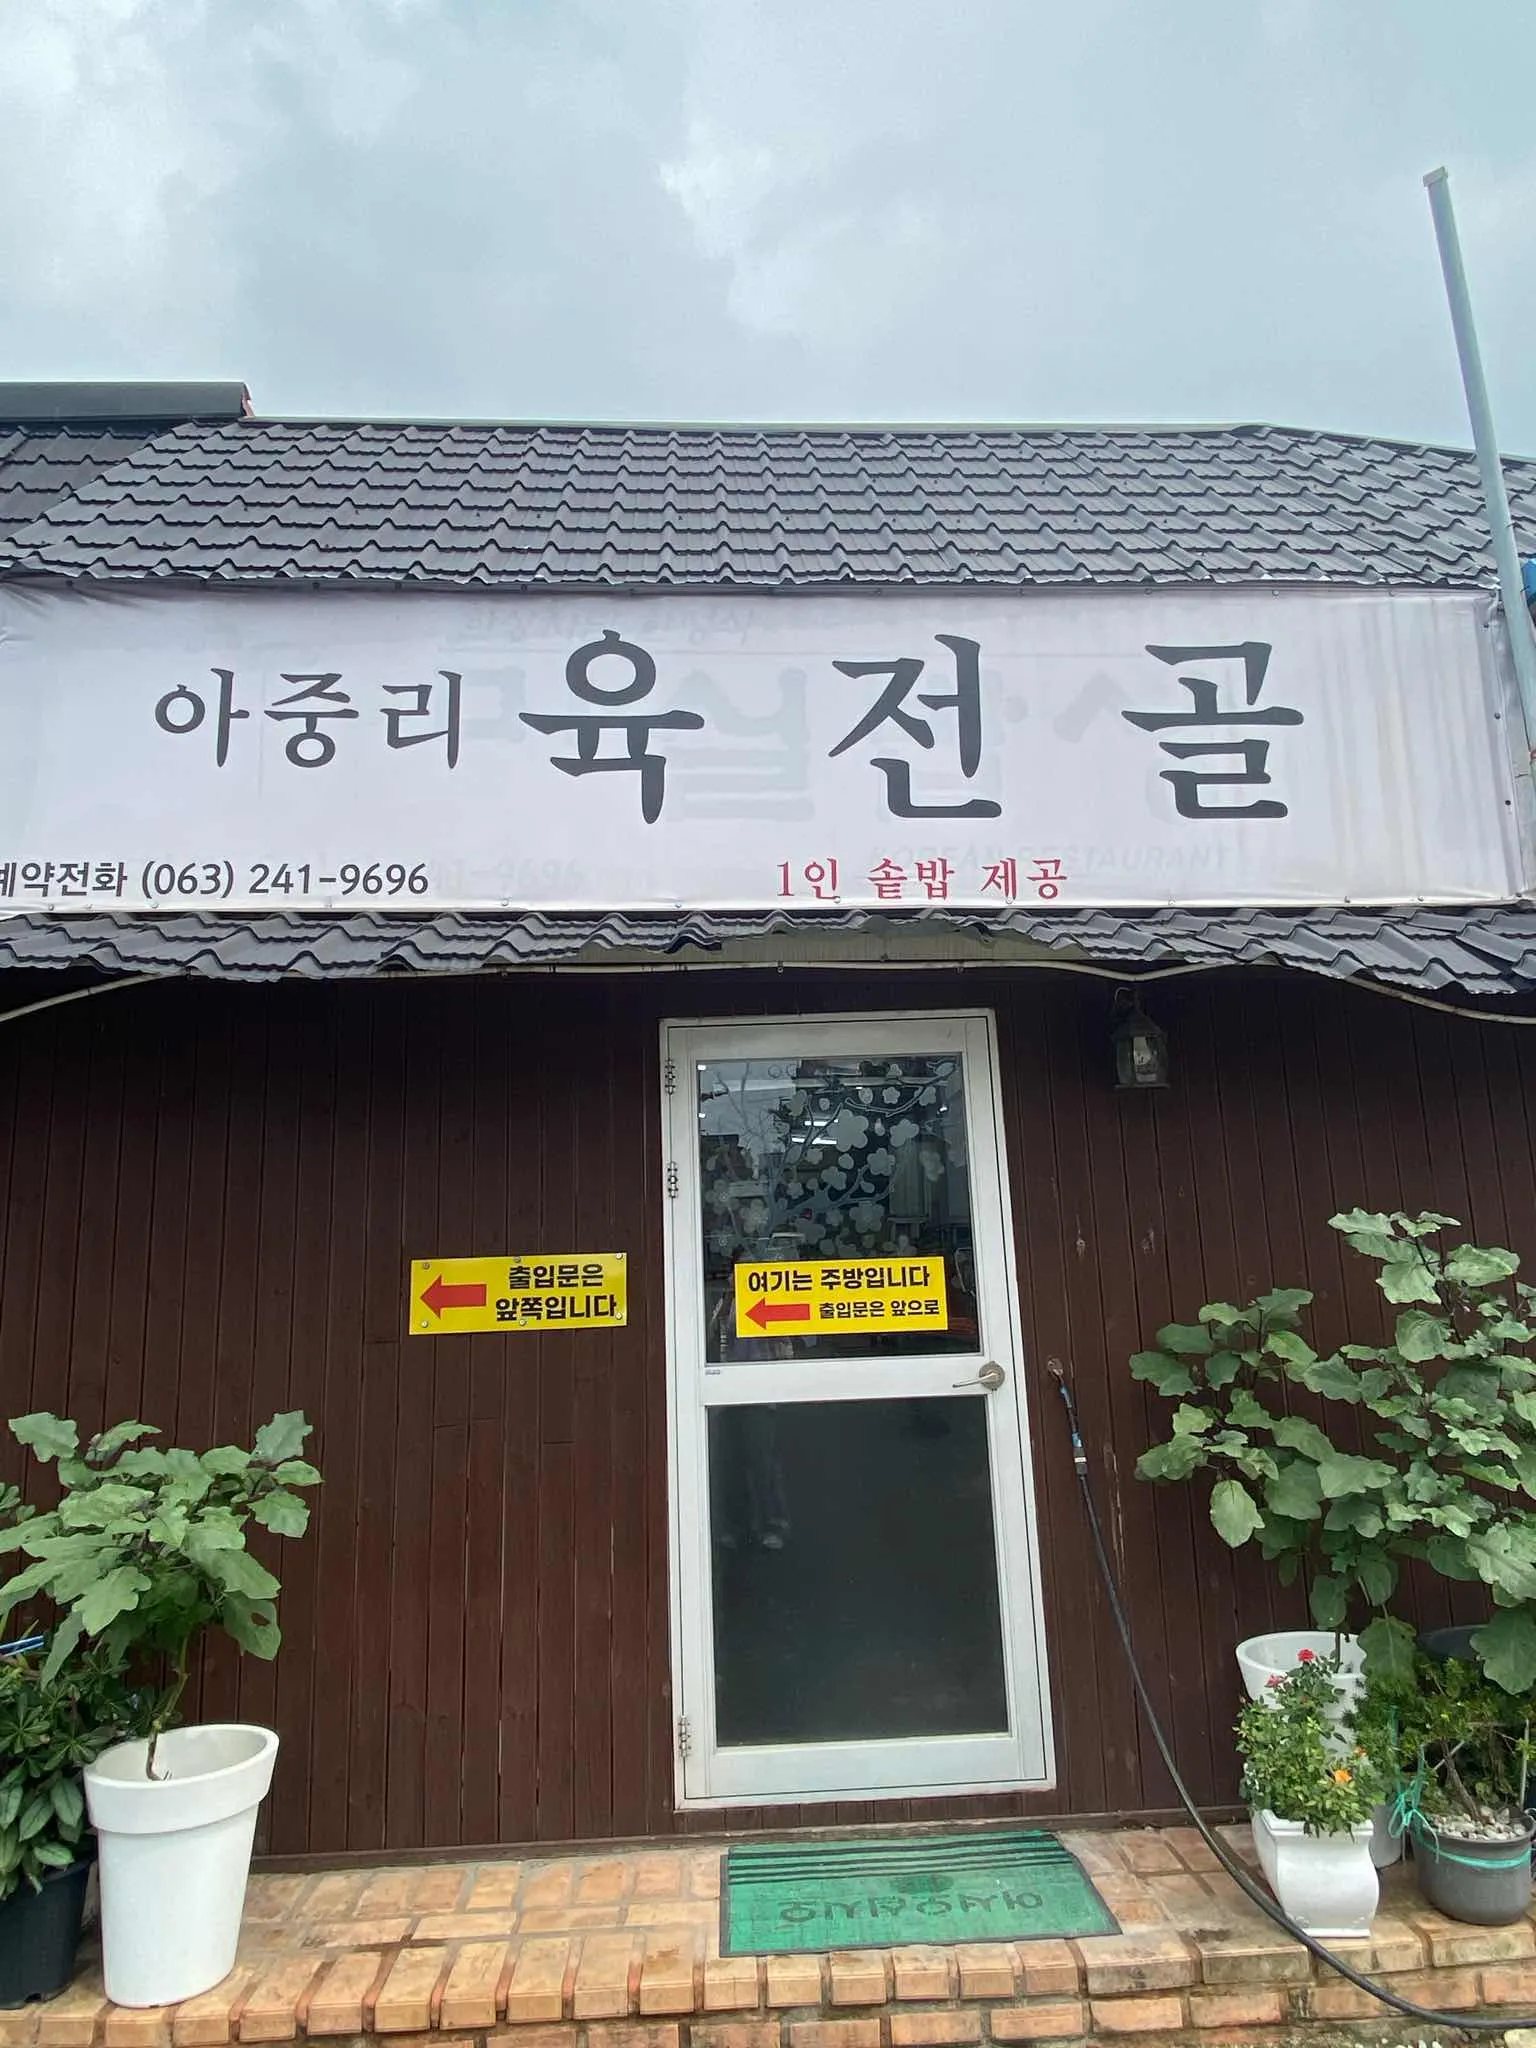 아중리 육전골
예약전화 (063) 241-9696
1인 솥밥 제공
출입문은
앞쪽입니다
여기는 주방입니다
출입문은 앞으로